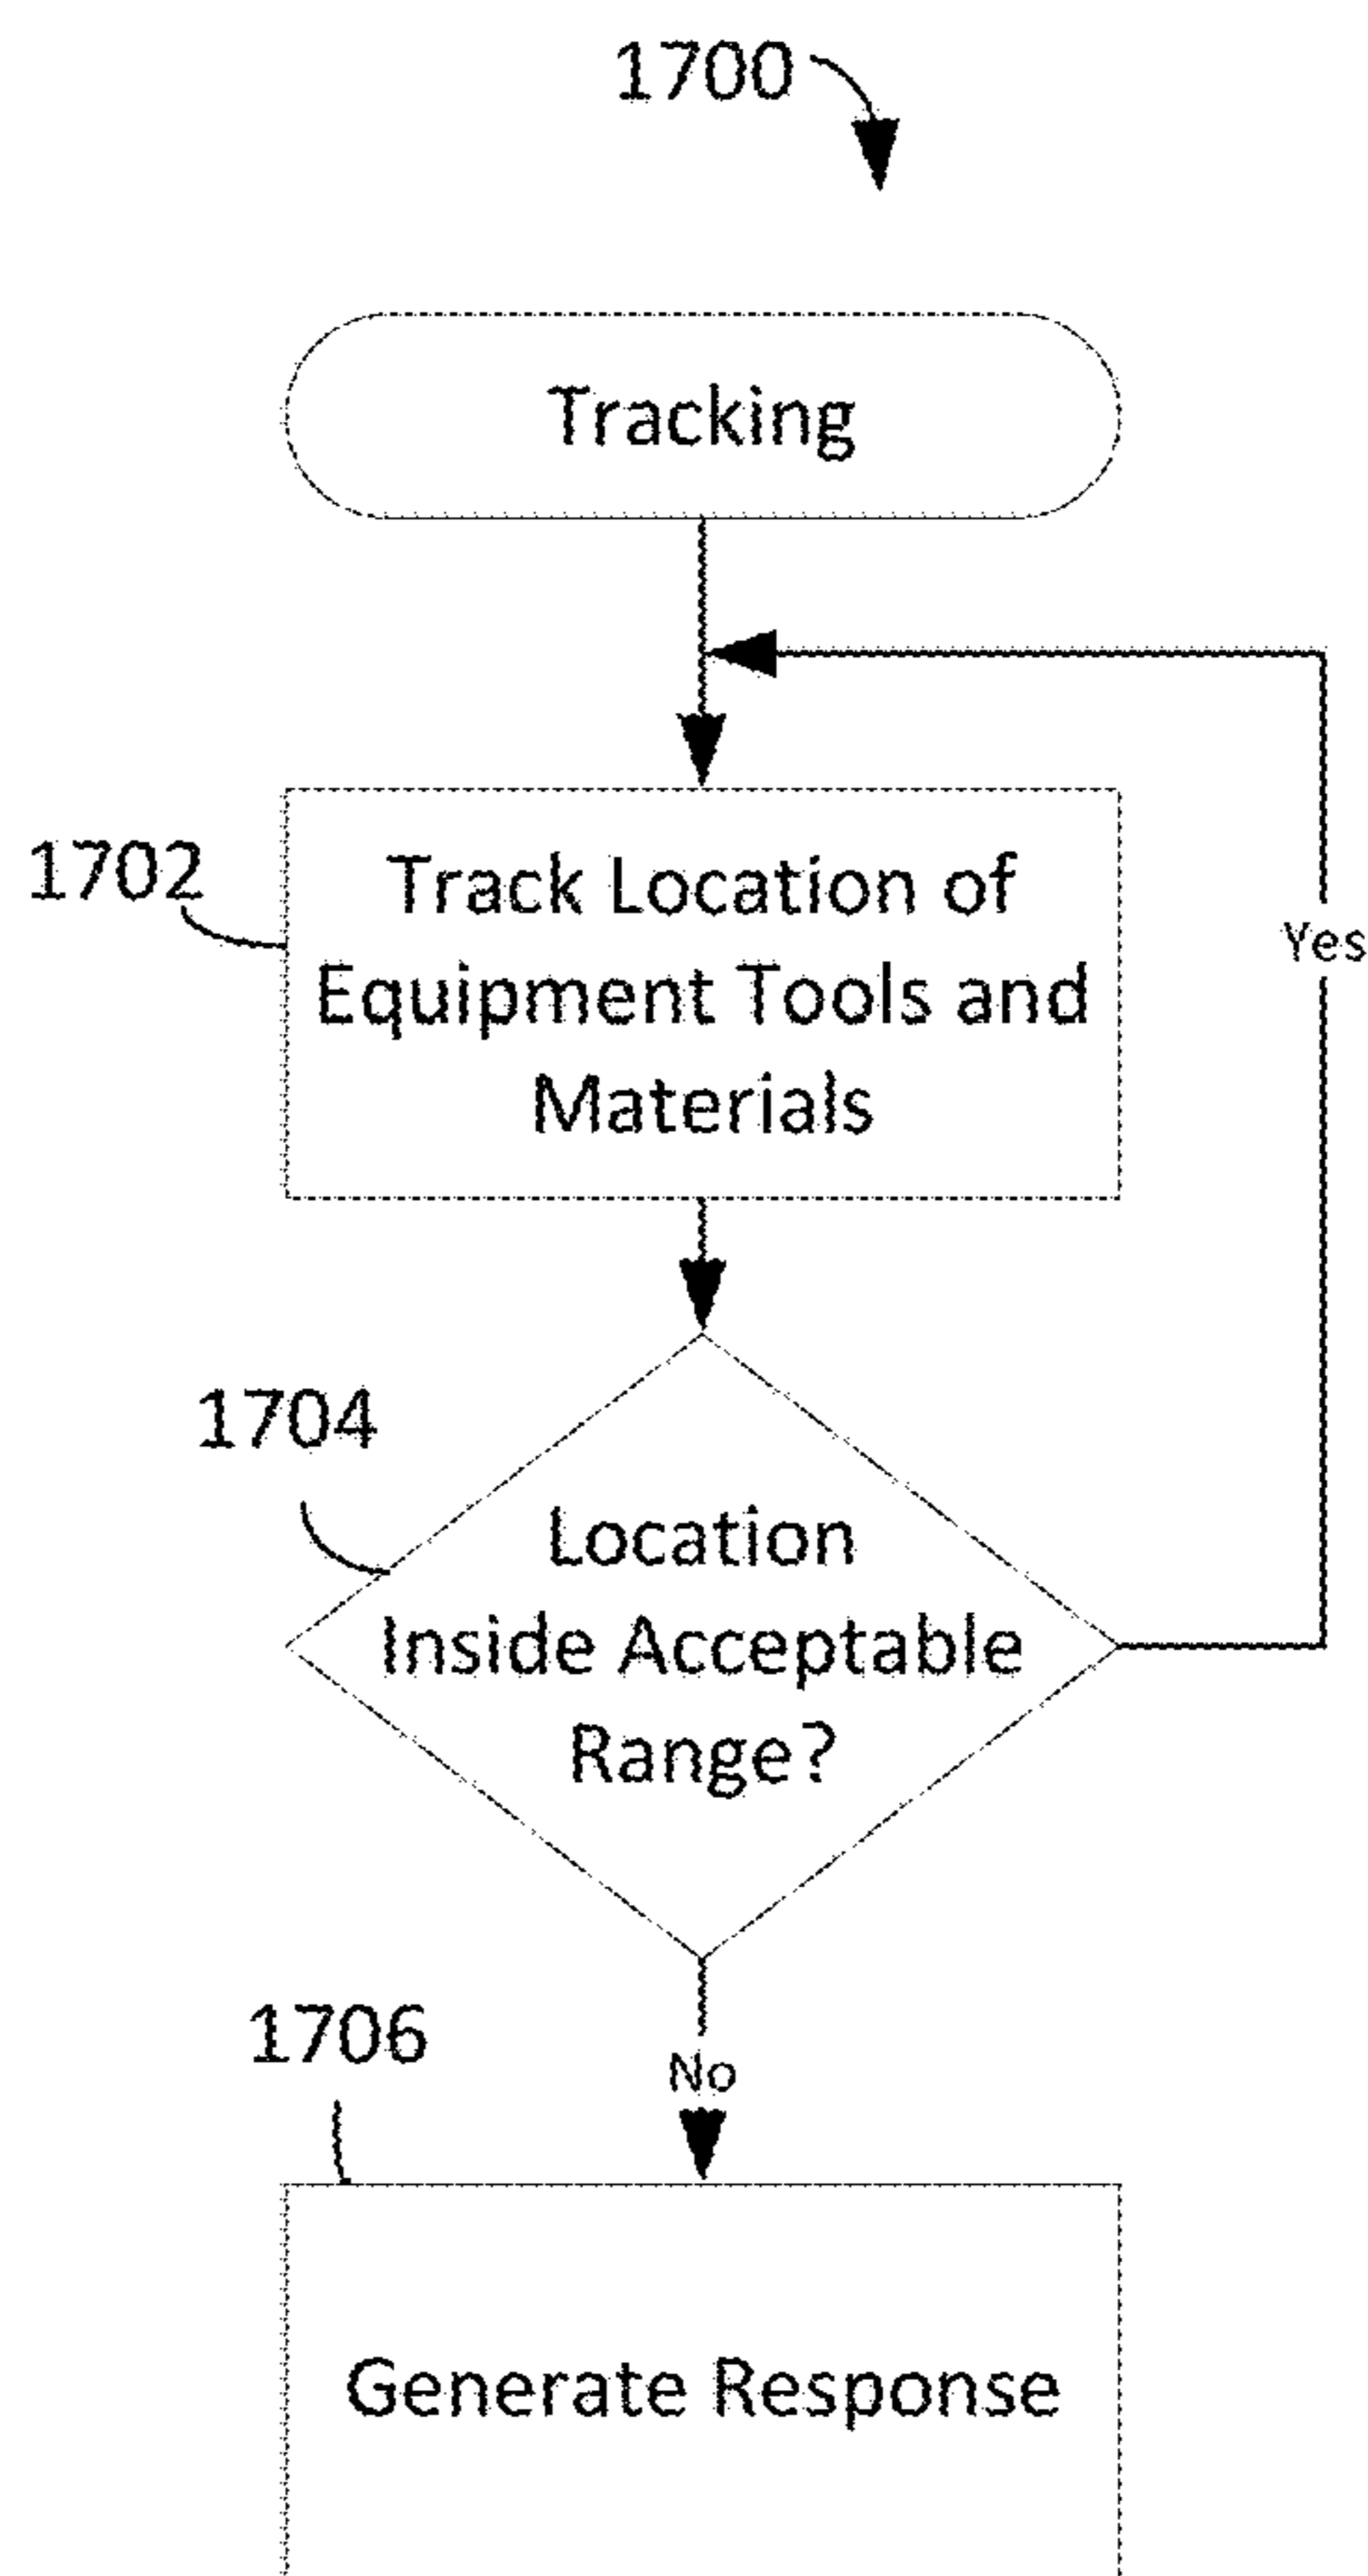 1700
Tracking
1702
Track Location of
Equipment Tools and
Materials
Yes
1704
Location
Inside Acceptable
Range?
No
1706
Generate Response